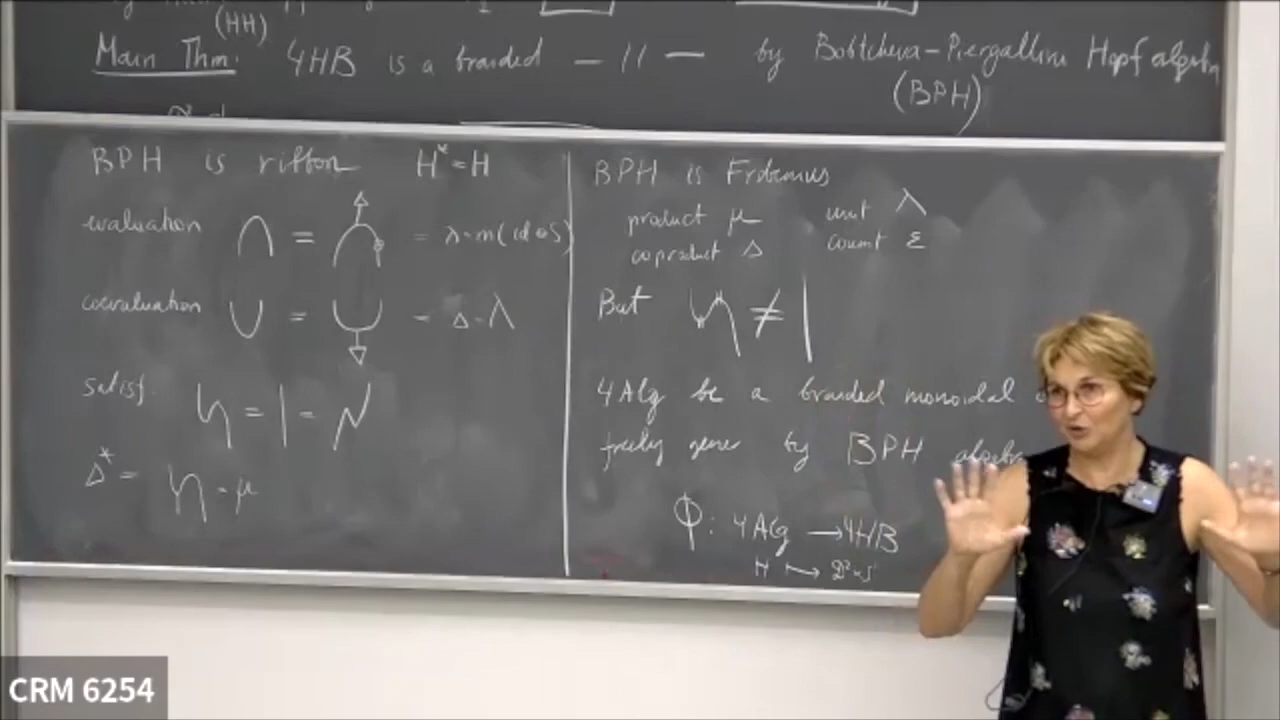 (HH)
Main Thm: 4HB is a braided — // — by Bobtcheva-Piergallini Hopf algebra
(BPH)
BPH is ribbon H* = H
evaluation ∩ = = λ∘m(id⊗S)
coevaluation ∪ = = Δ∘Λ
satisf. = | =
Δ* = = μ
BPH is Frobenius
product μ unit Λ
coproduct Δ counit ε
But ≠ |
4Alg be a braided monoidal
freely gener by BPH algebra
Φ: 4Alg → 4HB
H ↦
CRM 6254